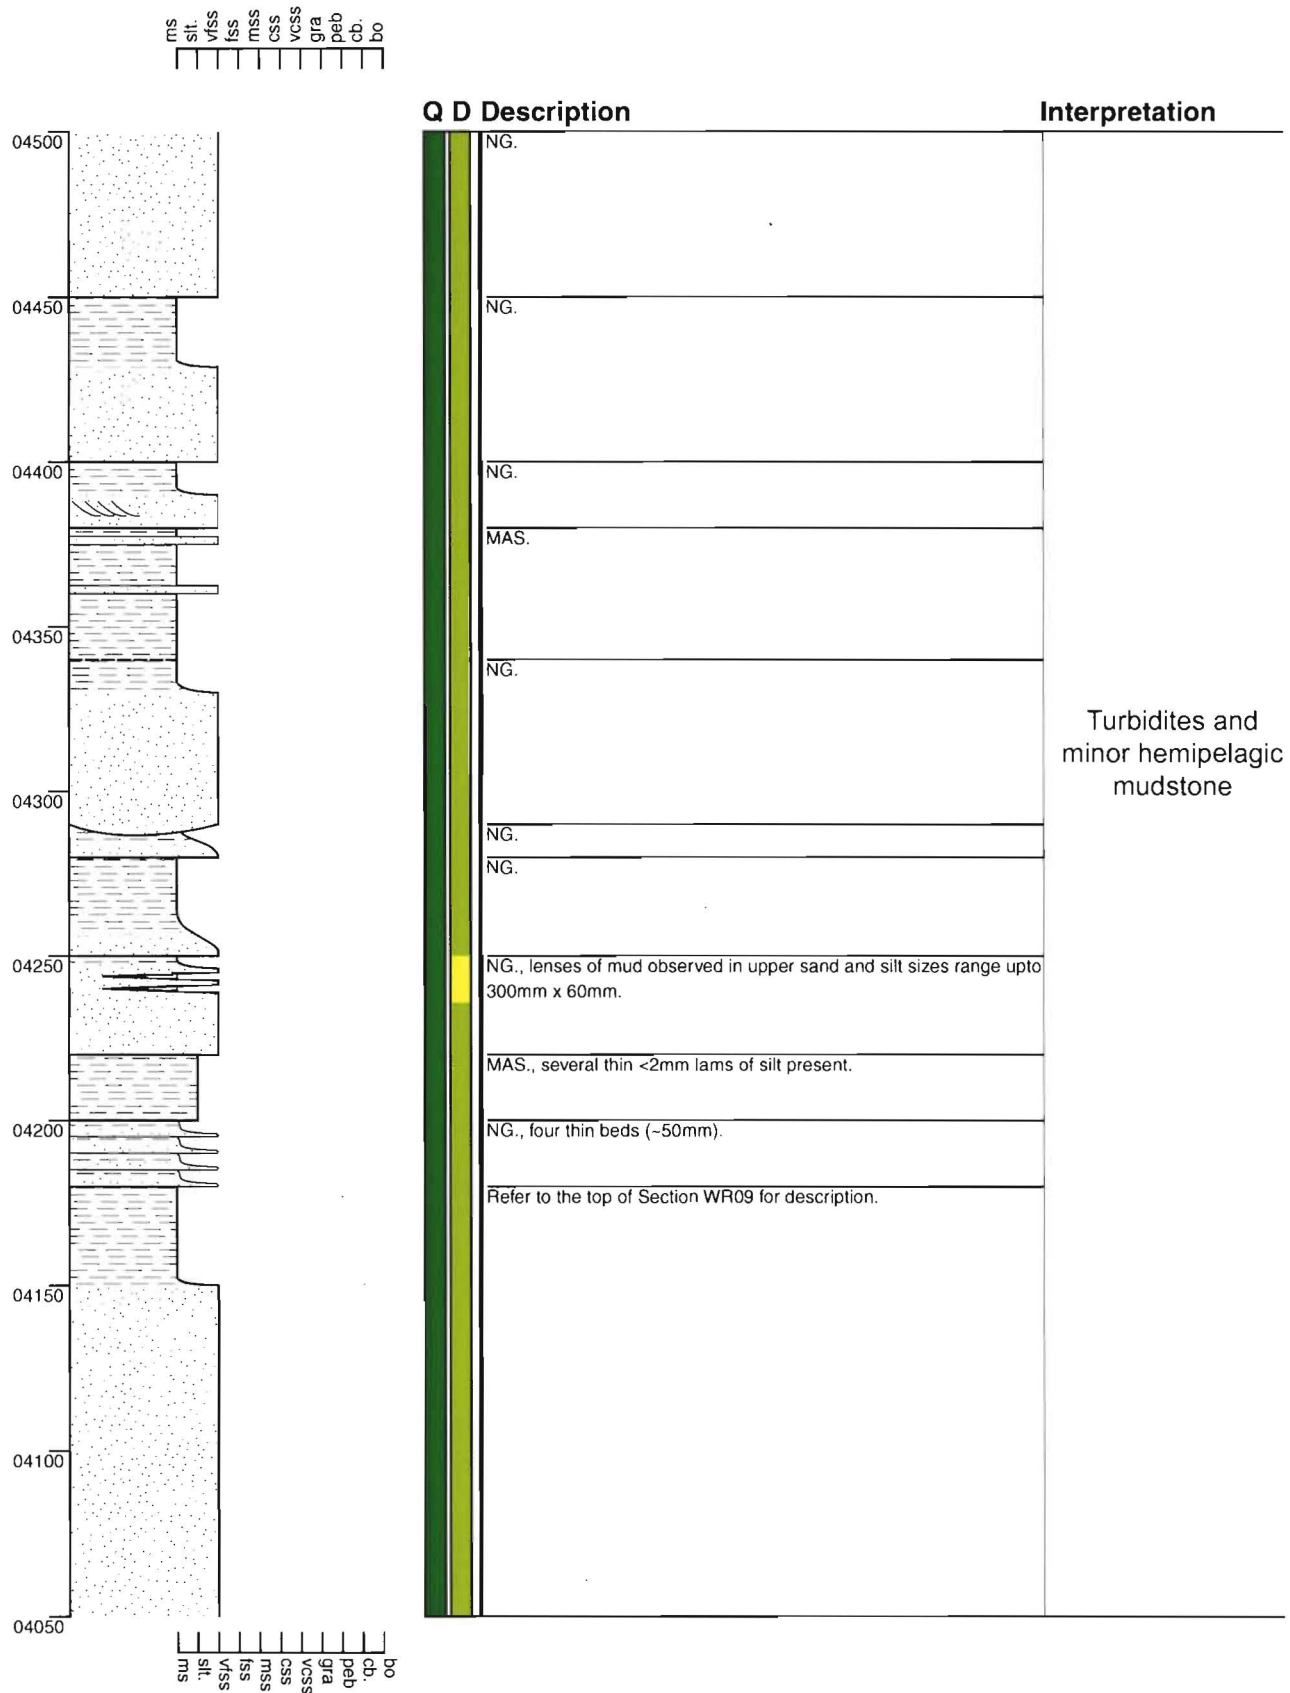 ms slt. vfss fss mss css vcss gra peb cb. bo
Q D Description Interpretation
04500
NG.
04450
NG.
04400
NG.
MAS.
04350
NG.
Turbidites and
minor hemipelagic
mudstone
04300
NG.
NG.
04250
NG., lenses of mud observed in upper sand and silt sizes range upto
300mm x 60mm.
MAS., several thin <2mm lams of silt present.
04200
NG., four thin beds (~50mm).
Refer to the top of Section WR09 for description.
04150
04100
04050
ms slt. vfss fss mss css vcss gra peb cb. bo